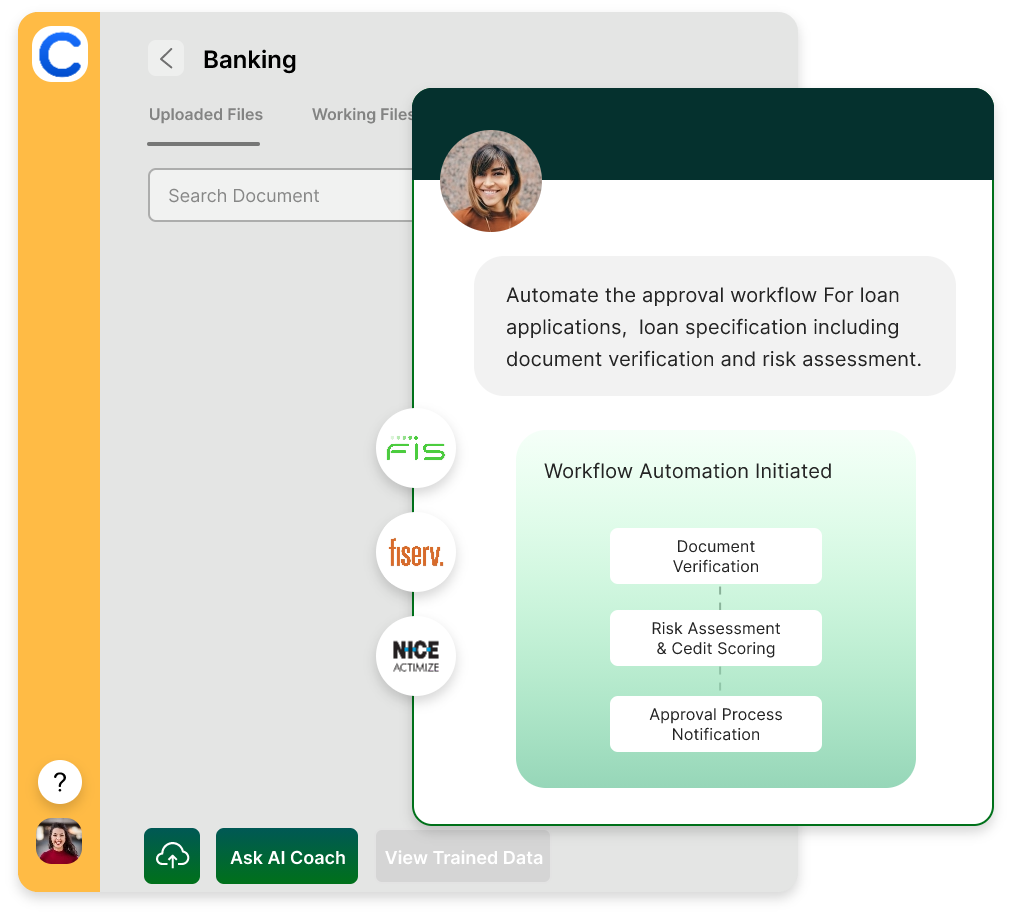 C
Banking
Uploaded Files
Working Files
Search Document
Automate the approval workflow For loan
applications,  loan specification including
document verification and risk assessment.
FIS
fiserv.
NICE
ACTIMIZE
Workflow Automation Initiated
Document
Verification
Risk Assessment
& Cedit Scoring
Approval Process
Notification
?
Ask AI Coach
View Trained Data